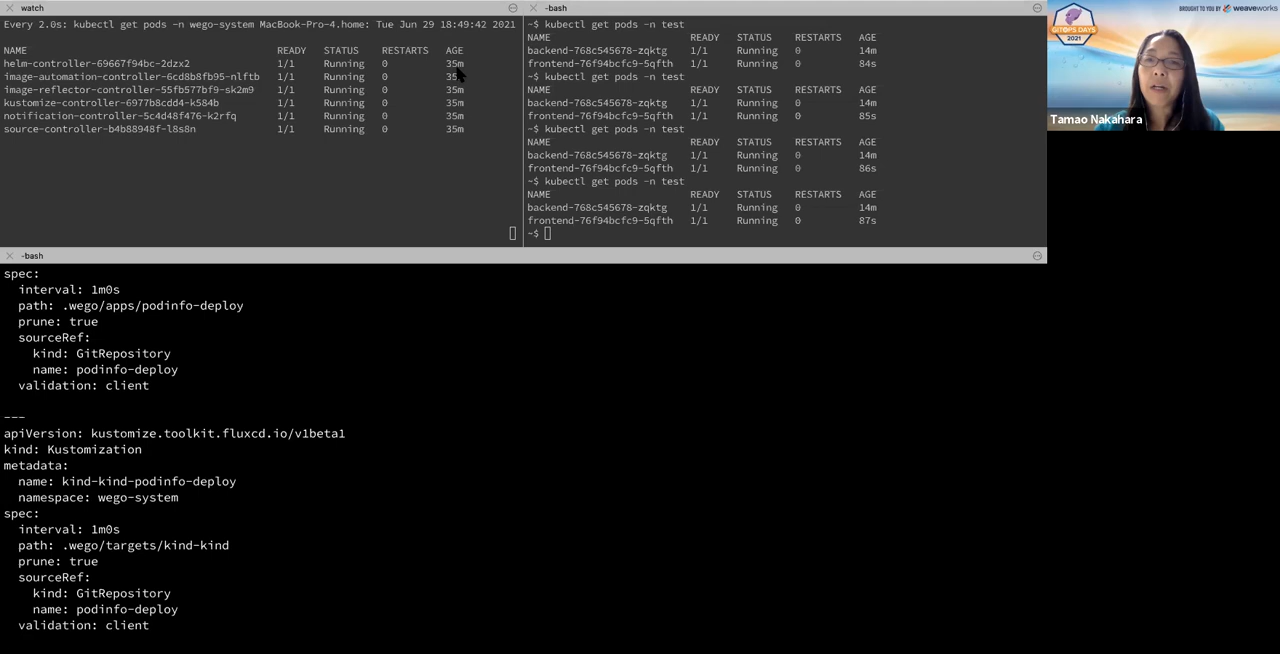 watch
Every 2.0s: kubectl get pods -n wego-system MacBook-Pro-4.home: Tue Jun 29 18:49:42 2021
NAME READY STATUS RESTARTS AGE
helm-controller-69667f94bc-2dzx2 1/1 Running 0 35m
image-automation-controller-6cd8b8fb95-nlftb 1/1 Running 0 35
image-reflector-controller-55fb577bf9-sk2m9 1/1 Running 0 35m
kustomize-controller-6977b8cdd4-k584b 1/1 Running 0 35m
notification-controller-5c4d48f476-k2rfq 1/1 Running 0 35m
source-controller-b4b88948f-l8s8n 1/1 Running 0 35m
-bash
~$ kubectl get pods -n test
NAME READY STATUS RESTARTS AGE
backend-768c545678-zqktg 1/1 Running 0 14m
frontend-76f94bcfc9-5qfth 1/1 Running 0 84s
~$ kubectl get pods -n test
NAME READY STATUS RESTARTS AGE
backend-768c545678-zqktg 1/1 Running 0 14m
frontend-76f94bcfc9-5qfth 1/1 Running 0 85s
~$ kubectl get pods -n test
NAME READY STATUS RESTARTS AGE
backend-768c545678-zqktg 1/1 Running 0 14m
frontend-76f94bcfc9-5qfth 1/1 Running 0 86s
~$ kubectl get pods -n test
NAME READY STATUS RESTARTS AGE
backend-768c545678-zqktg 1/1 Running 0 14m
frontend-76f94bcfc9-5qfth 1/1 Running 0 87s
~$
GITOPS DAYS
2021
BROUGHT TO YOU BY weaveworks
Tamao Nakahara
-bash
spec:
interval: 1m0s
path: .wego/apps/podinfo-deploy
prune: true
sourceRef:
kind: GitRepository
name: podinfo-deploy
validation: client
---
apiVersion: kustomize.toolkit.fluxcd.io/v1beta1
kind: Kustomization
metadata:
name: kind-kind-podinfo-deploy
namespace: wego-system
spec:
interval: 1m0s
path: .wego/targets/kind-kind
prune: true
sourceRef:
kind: GitRepository
name: podinfo-deploy
validation: client